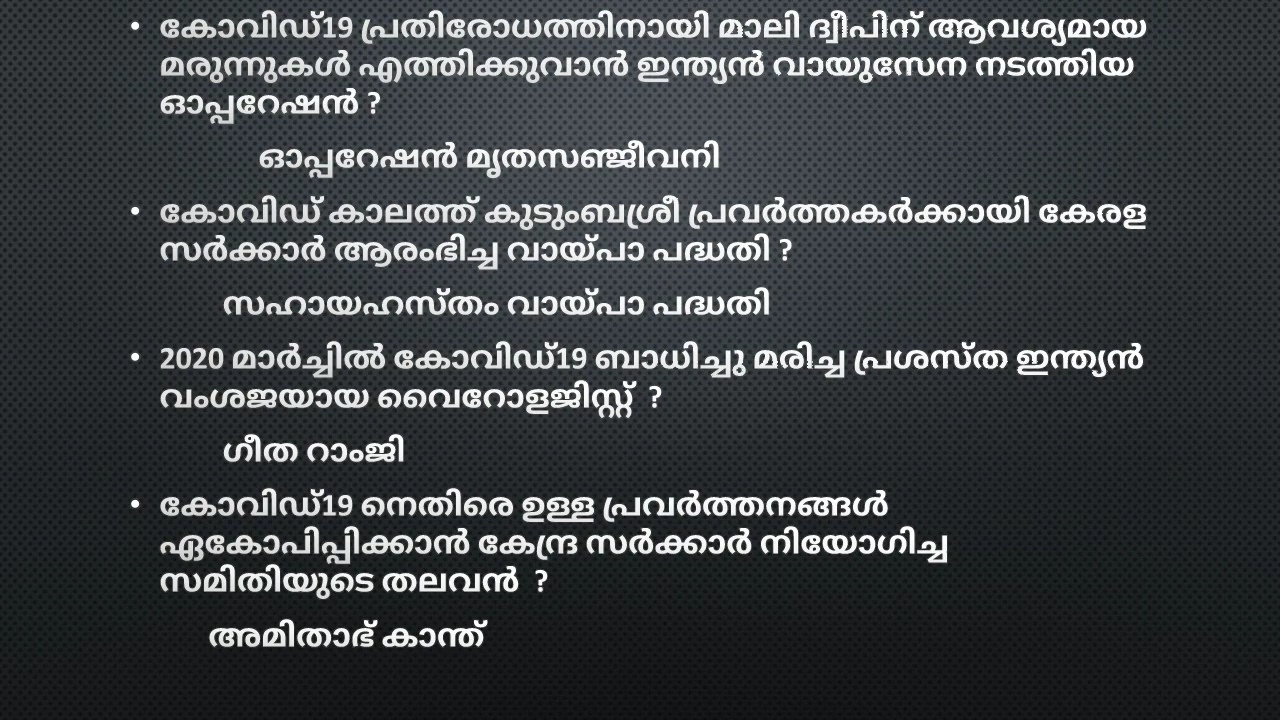 • കോവിഡ്19 പ്രതിരോധത്തിനായി മാലി ദ്വീപിന് ആവശ്യമായ
മരുന്നുകൾ എത്തിക്കുവാൻ ഇന്ത്യൻ വായുസേന നടത്തിയ
ഓപ്പറേഷൻ ?
ഓപ്പറേഷൻ മൃതസഞ്ജീവനി
• കോവിഡ് കാലത്ത് കുടുംബശ്രീ പ്രവർത്തകർക്കായി കേരള
സർക്കാർ ആരംഭിച്ച വായ്പാ പദ്ധതി ?
സഹായഹസ്തം വായ്പാ പദ്ധതി
• 2020 മാർച്ചിൽ കോവിഡ്19 ബാധിച്ചു മരിച്ച പ്രശസ്ത ഇന്ത്യൻ
വംശജയായ വൈറോളജിസ്റ്റ് ?
ഗീത റാംജി
• കോവിഡ്19 നെതിരെ ഉള്ള പ്രവർത്തനങ്ങൾ
ഏകോപിപ്പിക്കാൻ കേന്ദ്ര സർക്കാർ നിയോഗിച്ച
സമിതിയുടെ തലവൻ ?
അമിതാഭ് കാന്ത്